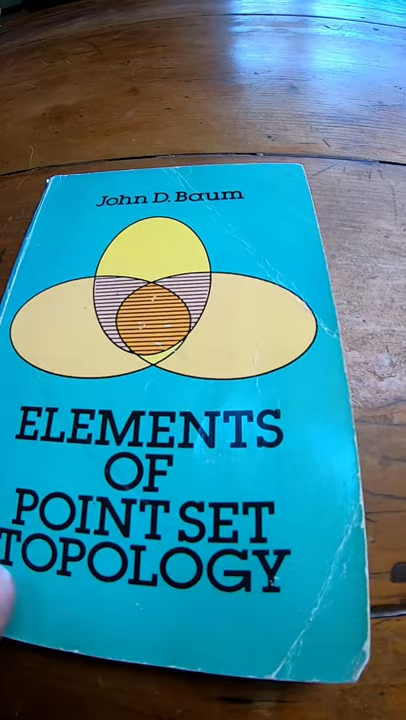 John D. Baum
ELEMENTS
OF
POINT SET
TOPOLOGY